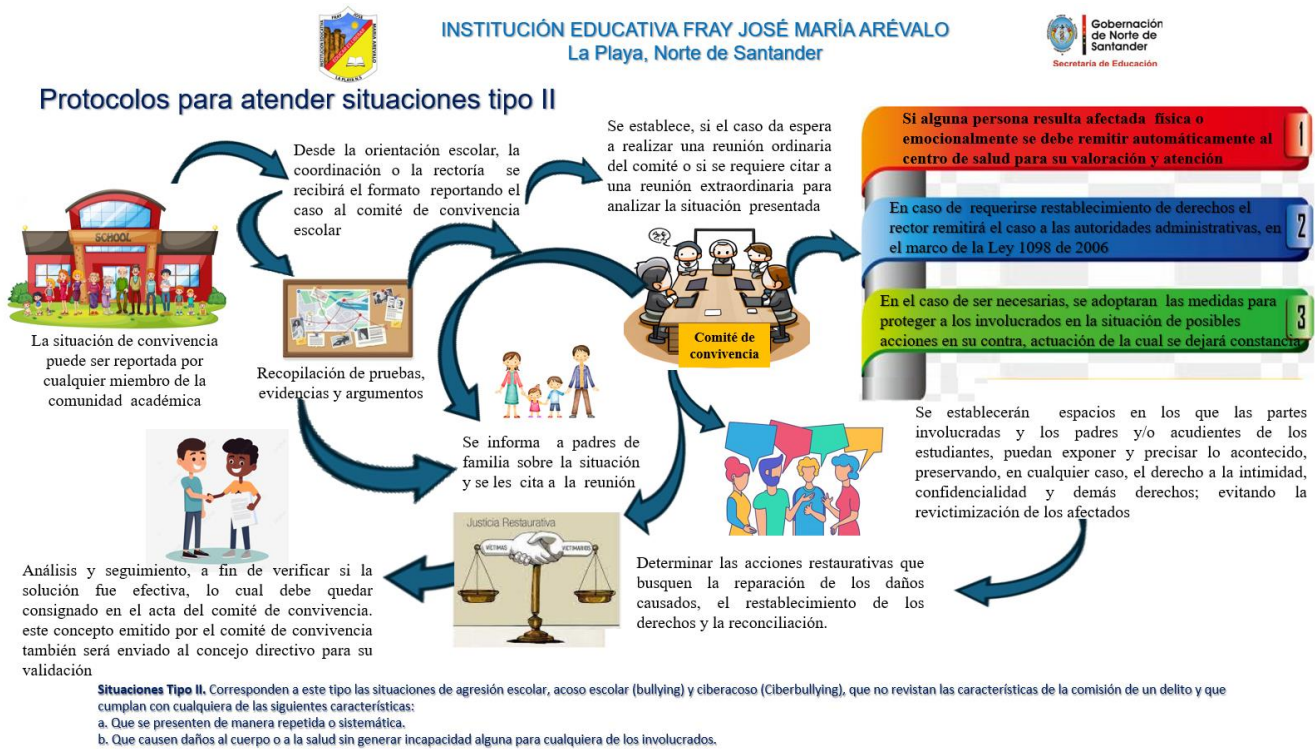 INSTITUCIÓN EDUCATIVA FRAY JOSÉ MARÍA ARÉVALO
La Playa, Norte de Santander
FRAY JOSE
MARIA AREVALO
INSTITUCION EDUCATIVA
LA PLAYA N.S
Gobernación
de Norte de
Santander
Secretaría de Educación
Protocolos para atender situaciones tipo II
SCHOOL
La situación de convivencia
puede ser reportada por
cualquier miembro de la
comunidad académica
Desde la orientación escolar, la
coordinación o la rectoría se
recibirá el formato reportando el
caso al comité de convivencia
escolar
Recopilación de pruebas,
evidencias y argumentos
Se establece, si el caso da espera
a realizar una reunión ordinaria
del comité o si se requiere citar a
una reunión extraordinaria para
analizar la situación presentada
Comité de
convivencia
Si alguna persona resulta afectada física o
emocionalmente se debe remitir automáticamente al
centro de salud para su valoración y atención
1
En caso de requerirse restablecimiento de derechos el
rector remitirá el caso a las autoridades administrativas, en
el marco de la Ley 1098 de 2006
2
En el caso de ser necesarias, se adoptaran las medidas para
proteger a los involucrados en la situación de posibles
acciones en su contra, actuación de la cual se dejará constancia
3
Se informa a padres de
familia sobre la situación
y se les cita a la reunión
Se establecerán espacios en los que las partes
involucradas y los padres y/o acudientes de los
estudiantes, puedan exponer y precisar lo acontecido,
preservando, en cualquier caso, el derecho a la intimidad,
confidencialidad y demás derechos; evitando la
revictimización de los afectados
Justicia Restaurativa
VÍCTIMAS
VICTIMARIOS
Determinar las acciones restaurativas que
busquen la reparación de los daños
causados, el restablecimiento de los
derechos y la reconciliación.
Análisis y seguimiento, a fin de verificar si la
solución fue efectiva, lo cual debe quedar
consignado en el acta del comité de convivencia.
este concepto emitido por el comité de convivencia
también será enviado al concejo directivo para su
validación
Situaciones Tipo II. Corresponden a este tipo las situaciones de agresión escolar, acoso escolar (bullying) y ciberacoso (Ciberbullying), que no revistan las características de la comisión de un delito y que
cumplan con cualquiera de las siguientes características:
a. Que se presenten de manera repetida o sistemática.
b. Que causen daños al cuerpo o a la salud sin generar incapacidad alguna para cualquiera de los involucrados.